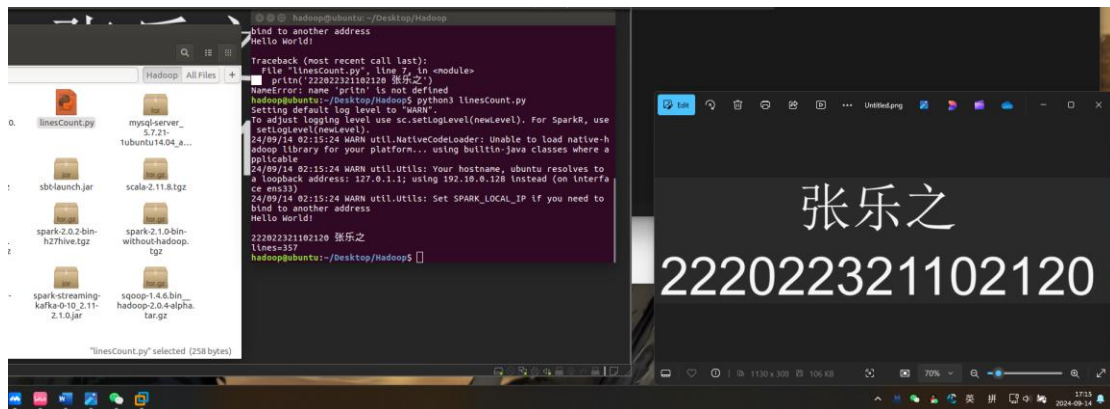 Hadoop
All Files
+
0.
linesCount.py
mysql-server_
5.7.21-
1ubuntu14.04_a...
sbt-launch.jar
scala-2.11.8.tgz
spark-2.0.2-bin-
h27hive.tgz
spark-2.1.0-bin-
without-hadoop.
tgz
spark-streaming-
kafka-0-10_2.11-
2.1.0.jar
sqoop-1.4.6.bin__
hadoop-2.0.4-alpha.
tar.gz
"linesCount.py" selected (258 bytes)
hadoop@ubuntu: ~/Desktop/Hadoop
bind to another address
Hello World!
Traceback (most recent call last):
File "linesCount.py", line 7, in <module>
pritn('222022321102120 张乐之')
NameError: name 'pritn' is not defined
hadoop@ubuntu:~/Desktop/Hadoop$ python3 linesCount.py
Setting default log level to "WARN".
To adjust logging level use sc.setLogLevel(newLevel). For SparkR, use
setLogLevel(newLevel).
24/09/14 02:15:24 WARN util.NativeCodeLoader: Unable to load native-h
adoop library for your platform... using builtin-java classes where a
pplicable
24/09/14 02:15:24 WARN util.Utils: Your hostname, ubuntu resolves to
a loopback address: 127.0.1.1; using 192.10.0.128 instead (on interfa
ce ens33)
24/09/14 02:15:24 WARN util.Utils: Set SPARK_LOCAL_IP if you need to
bind to another address
Hello World!
222022321102120 张乐之
lines=357
hadoop@ubuntu:~/Desktop/Hadoop$
Edit
Untitled.png
张乐之
222022321102120
1130 x 308
106 KB
70%
英
拼
17:15
2024-09-14